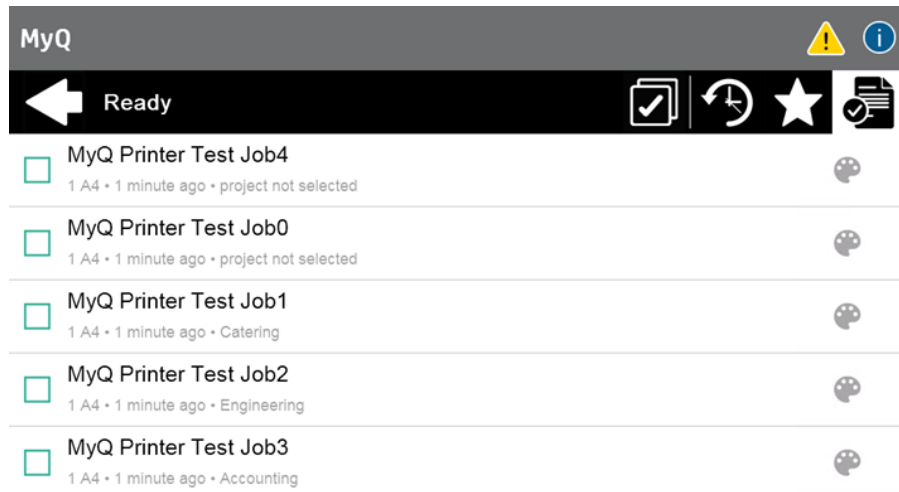 MyQ
Ready
MyQ Printer Test Job4
1 A4 • 1 minute ago • project not selected
MyQ Printer Test Job0
1 A4 • 1 minute ago • project not selected
MyQ Printer Test Job1
1 A4 • 1 minute ago • Catering
MyQ Printer Test Job2
1 A4 • 1 minute ago • Engineering
MyQ Printer Test Job3
1 A4 • 1 minute ago • Accounting